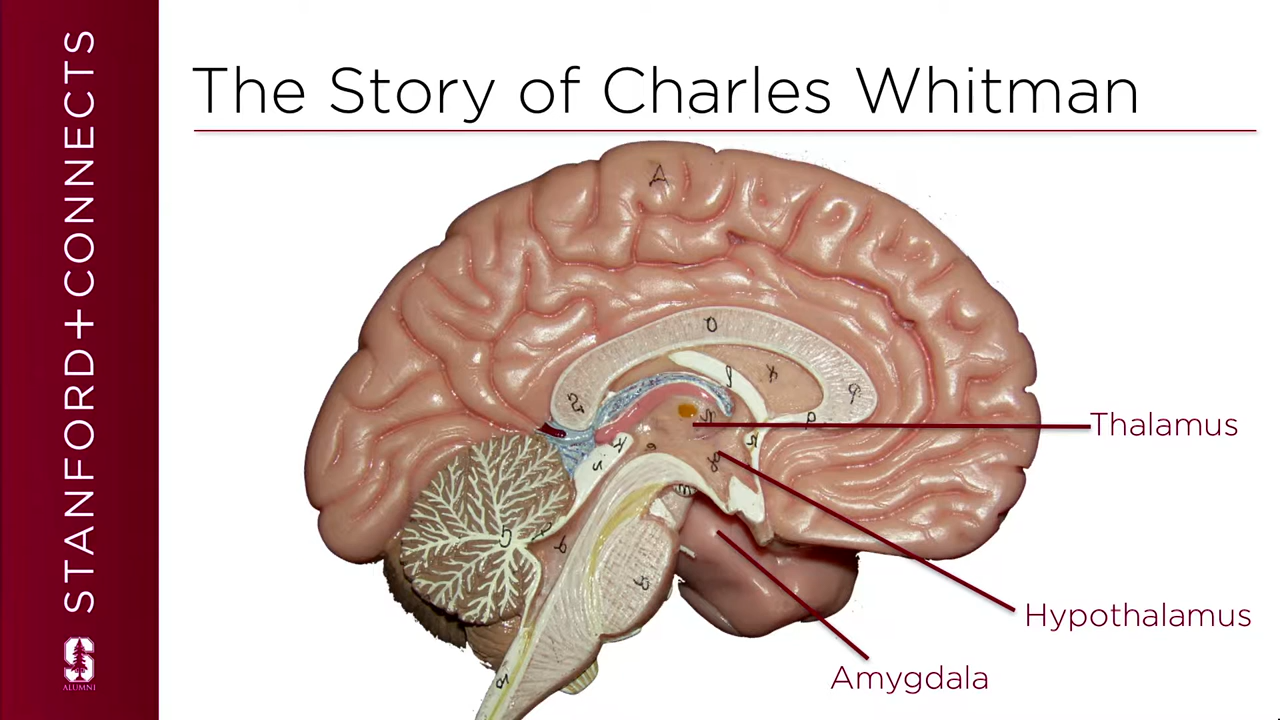 STANFORD+CONNECTS
ALUMNI
The Story of Charles Whitman
A
Thalamus
Hypothalamus
Amygdala